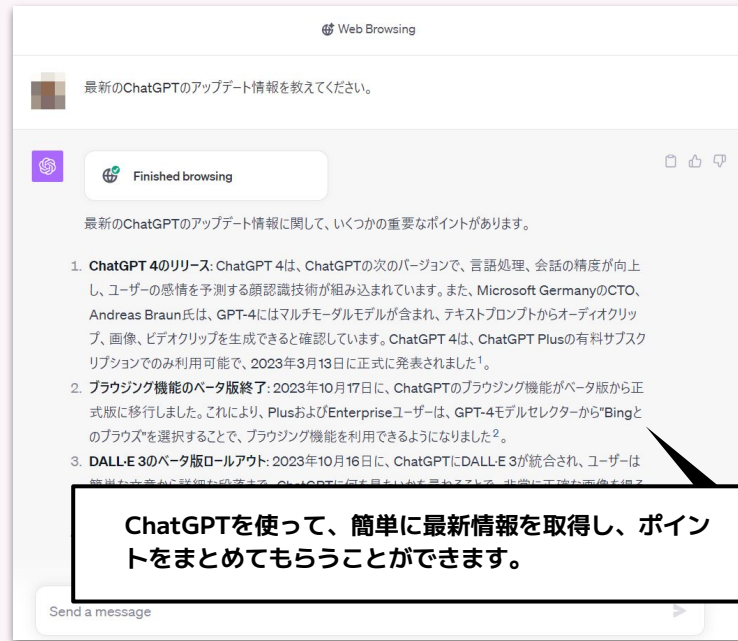 Web Browsing
最新のChatGPTのアップデート情報を教えてください。
Finished browsing
最新のChatGPTのアップデート情報に関して、いくつかの重要なポイントがあります。
1. ChatGPT 4のリリース: ChatGPT 4は、ChatGPTの次のバージョンで、言語処理、会話の精度が向上
し、ユーザーの感情を予測する顔認識技術が組み込まれています。また、Microsoft GermanyのCTO、
Andreas Braun氏は、GPT-4にはマルチモーダルモデルが含まれ、テキストプロンプトからオーディオクリッ
プ、画像、ビデオクリップを生成できると確認しています。ChatGPT 4は、ChatGPT Plusの有料サブスク
リプションでのみ利用可能で、2023年3月13日に正式に発表されました1。
2. ブラウジング機能のベータ版終了: 2023年10月17日に、ChatGPTのブラウジング機能がベータ版から正
式版に移行しました。これにより、PlusおよびEnterpriseユーザーは、GPT-4モデルセレクターから"Bingと
のブラウズ"を選択することで、ブラウジング機能を利用できるようになりました2。
3. DALL·E 3のベータ版ロールアウト: 2023年10月16日に、ChatGPTにDALL·E 3が統合され、ユーザーは
ChatGPTを使って、簡単に最新情報を取得し、ポイン
トをまとめてもらうことができます。
Send a message